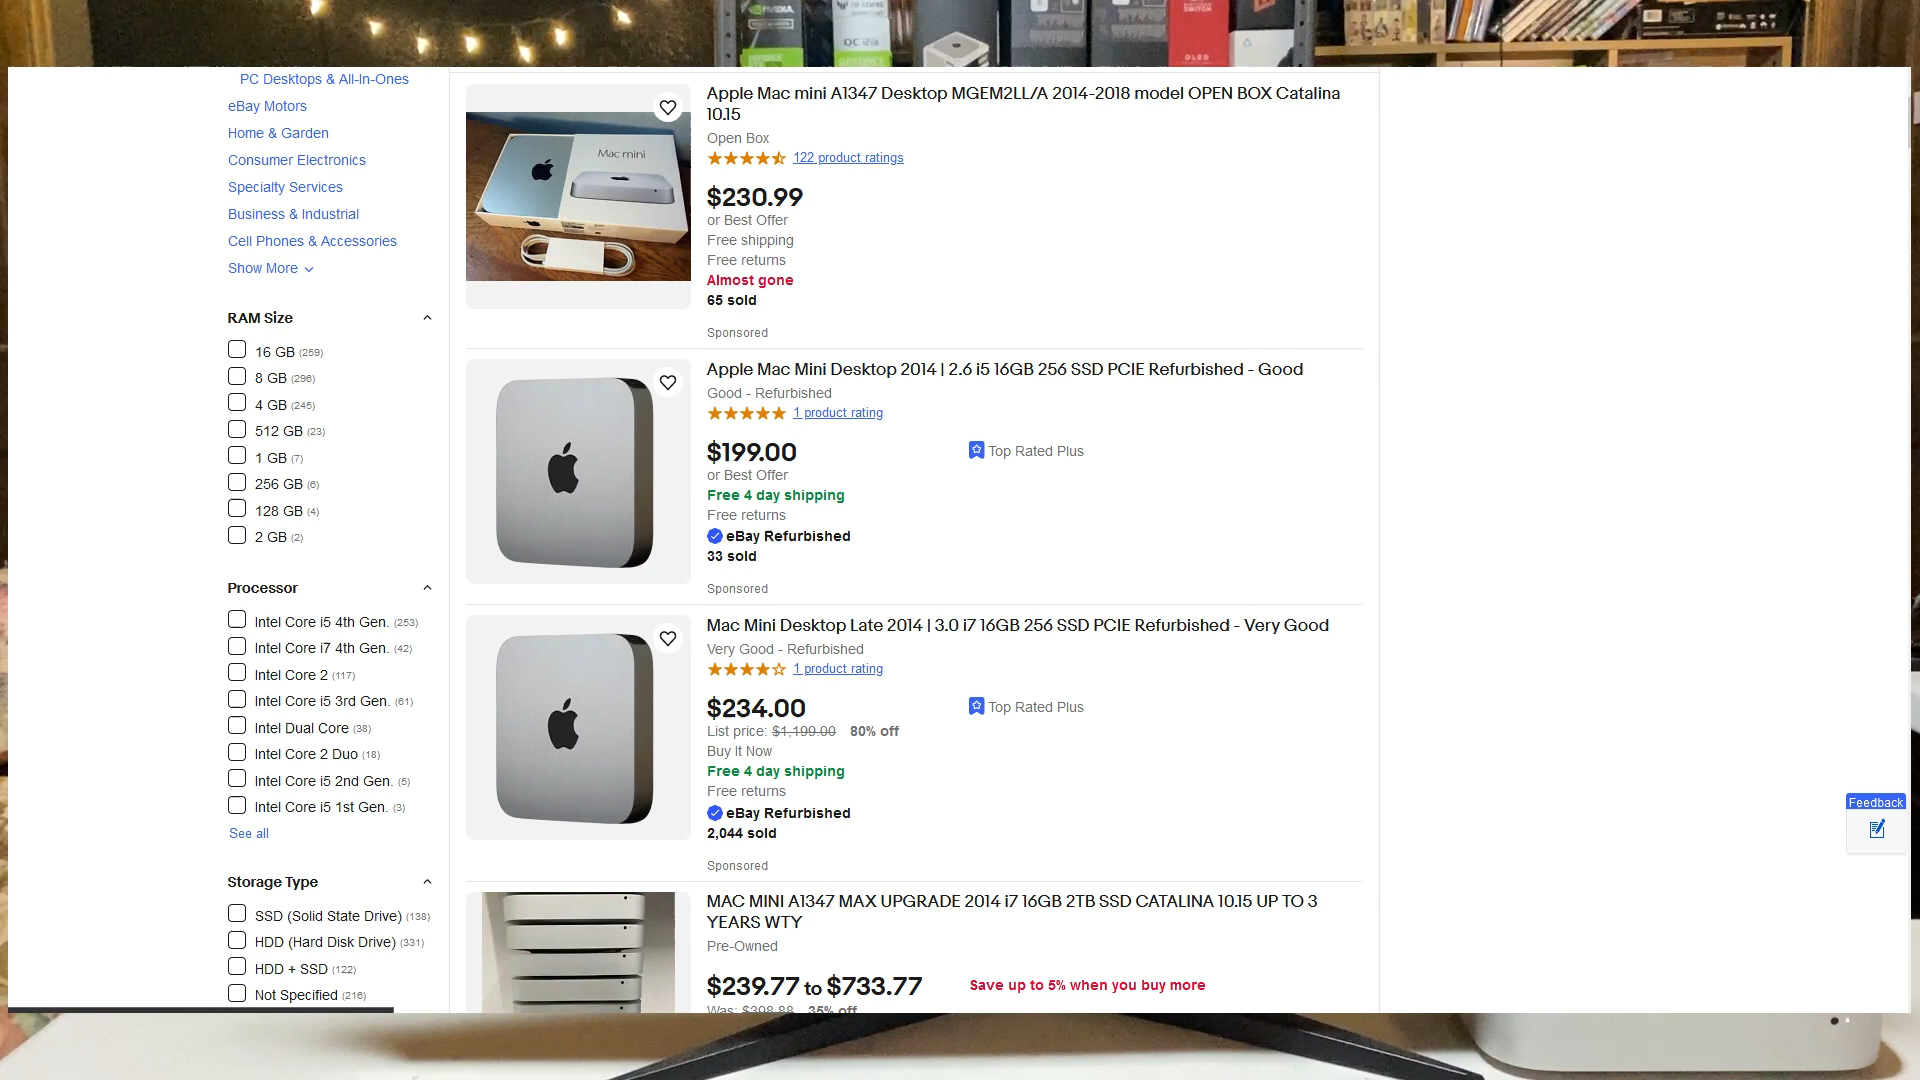 NVIDIA
OC 12GB
GEFORCE
SWITCH
OLED
PC Desktops & All-In-Ones
eBay Motors
Home & Garden
Consumer Electronics
Specialty Services
Business & Industrial
Cell Phones & Accessories
Show More
RAM Size
16 GB (259)
8 GB (296)
4 GB (245)
512 GB (23)
1 GB (7)
256 GB (6)
128 GB (4)
2 GB (2)
Processor
Intel Core i5 4th Gen. (253)
Intel Core i7 4th Gen. (42)
Intel Core 2 (117)
Intel Core i5 3rd Gen. (61)
Intel Dual Core (38)
Intel Core 2 Duo (18)
Intel Core i5 2nd Gen. (5)
Intel Core i5 1st Gen. (3)
See all
Storage Type
SSD (Solid State Drive) (138)
HDD (Hard Disk Drive) (331)
HDD + SSD (122)
Not Specified (216)
Mac mini
Apple Mac mini A1347 Desktop MGEM2LL/A 2014-2018 model OPEN BOX Catalina
10.15
Open Box
122 product ratings
$230.99
or Best Offer
Free shipping
Free returns
Almost gone
65 sold
Sponsored
Apple Mac Mini Desktop 2014 | 2.6 i5 16GB 256 SSD PCIE Refurbished - Good
Good - Refurbished
1 product rating
$199.00
Top Rated Plus
or Best Offer
Free 4 day shipping
Free returns
eBay Refurbished
33 sold
Sponsored
Mac Mini Desktop Late 2014 | 3.0 i7 16GB 256 SSD PCIE Refurbished - Very Good
Very Good - Refurbished
1 product rating
$234.00
Top Rated Plus
List price: $1,199.00 80% off
Buy It Now
Free 4 day shipping
Free returns
eBay Refurbished
2,044 sold
Sponsored
MAC MINI A1347 MAX UPGRADE 2014 i7 16GB 2TB SSD CATALINA 10.15 UP TO 3
YEARS WTY
Pre-Owned
$239.77 to $733.77
Save up to 5% when you buy more
Was: $398.88 35% off
Feedback